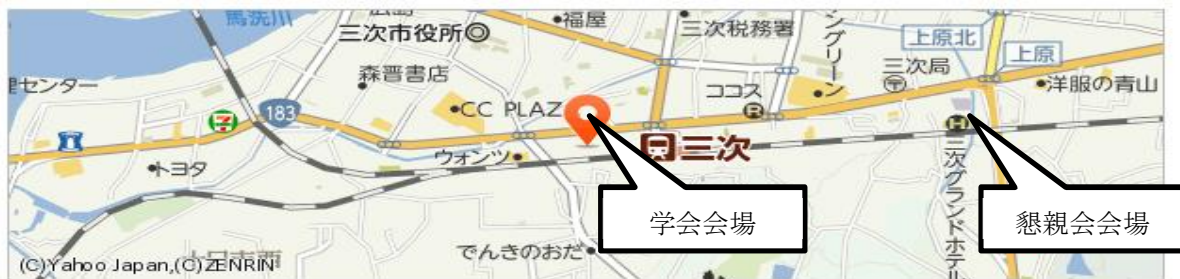 馬洗川
広島
三次市役所
福屋
三次税務署
ングリーン
上原北
上原
三次局
洋服の青山
センター
森晋書店
183
CC PLAZ
ココス
R
7
トヨタ
ウォンツ
三次
H
三次グランドホテル
学会会場
懇親会会場
でんきのおだ
(C)Yahoo Japan,(C)ZENRIN